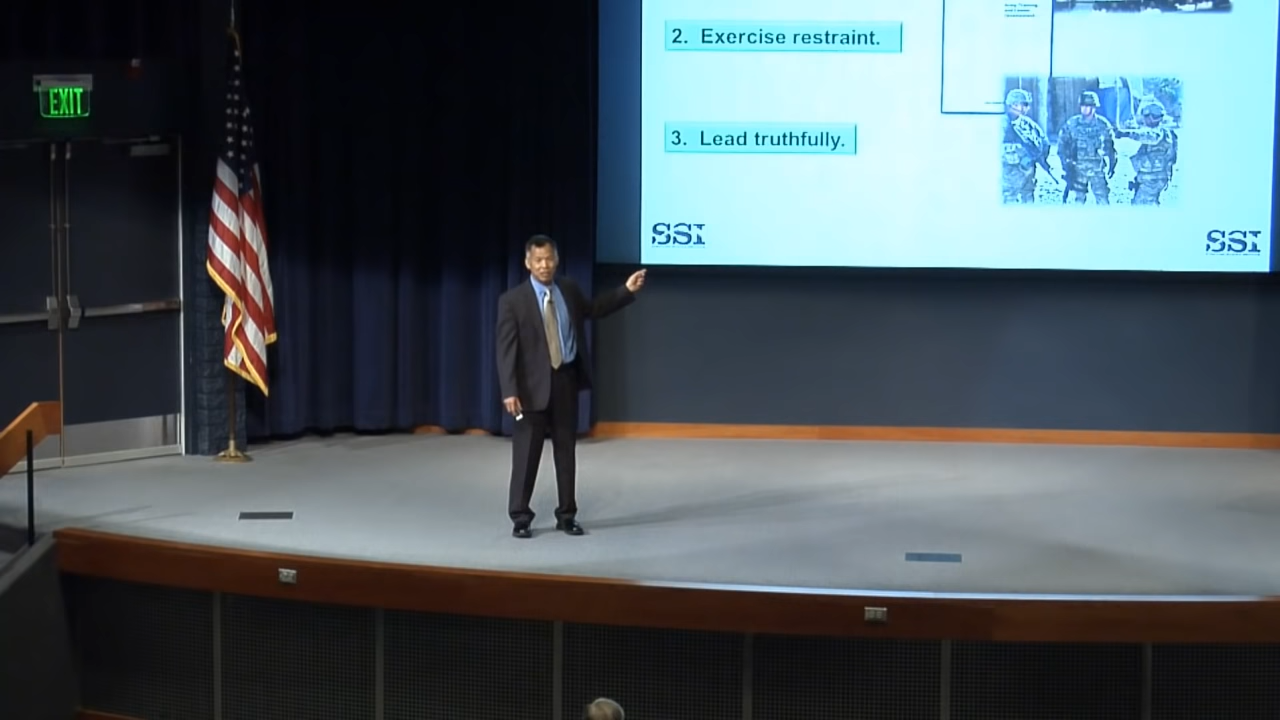 EXIT
2. Exercise restraint.
3. Lead truthfully.
SSI
SSI